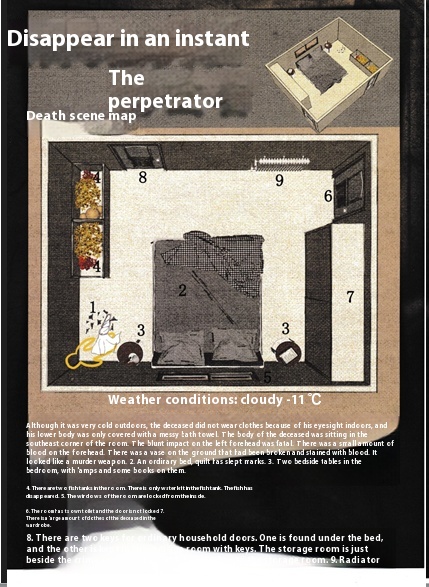 Disappear in an instant
The
perpetrator
Death scene map
4
8
9
6
4
2
7
1
3
3
5
Weather conditions: cloudy -11 ℃
Although it was very cold outdoors, the deceased did not wear clothes because of his eyesight indoors, and
his lower body was only covered with a messy bath towel. The body of the deceased was sitting in the
southeast corner of the room. The blunt impact on the left forehead was fatal. There was a small amount of
blood on the forehead. There was a vase on the ground that had been broken and stained with blood. It
looked like a murder weapon. 2. An ordinary bed, quilt has slept marks. 3. Two bedside tables in the
bedroom, with lamps and some books on them.
4. There are two fish tanks in the room. There is only water left in the fish tank. The fish has
disappeared. 5. The windows of the room are locked from the inside.
6. The room has its own toilet and the door is not locked 7.
There is a large amount of clothes of the deceased in the
wardrobe.
8. There are two keys for ordinary household doors. One is found under the bed,
and the other room with keys. The storage room is just
beside the room. 9. Radiator